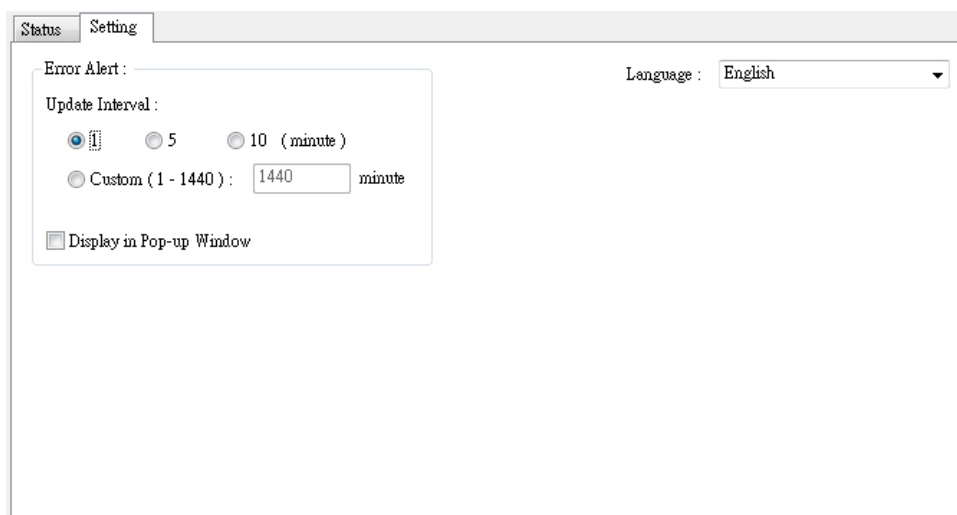 Status Setting
Error Alert :
Language : English
Update Interval :
1 5 10 ( minute )
Custom ( 1 - 1440 ) : 1440 minute
Display in Pop-up Window